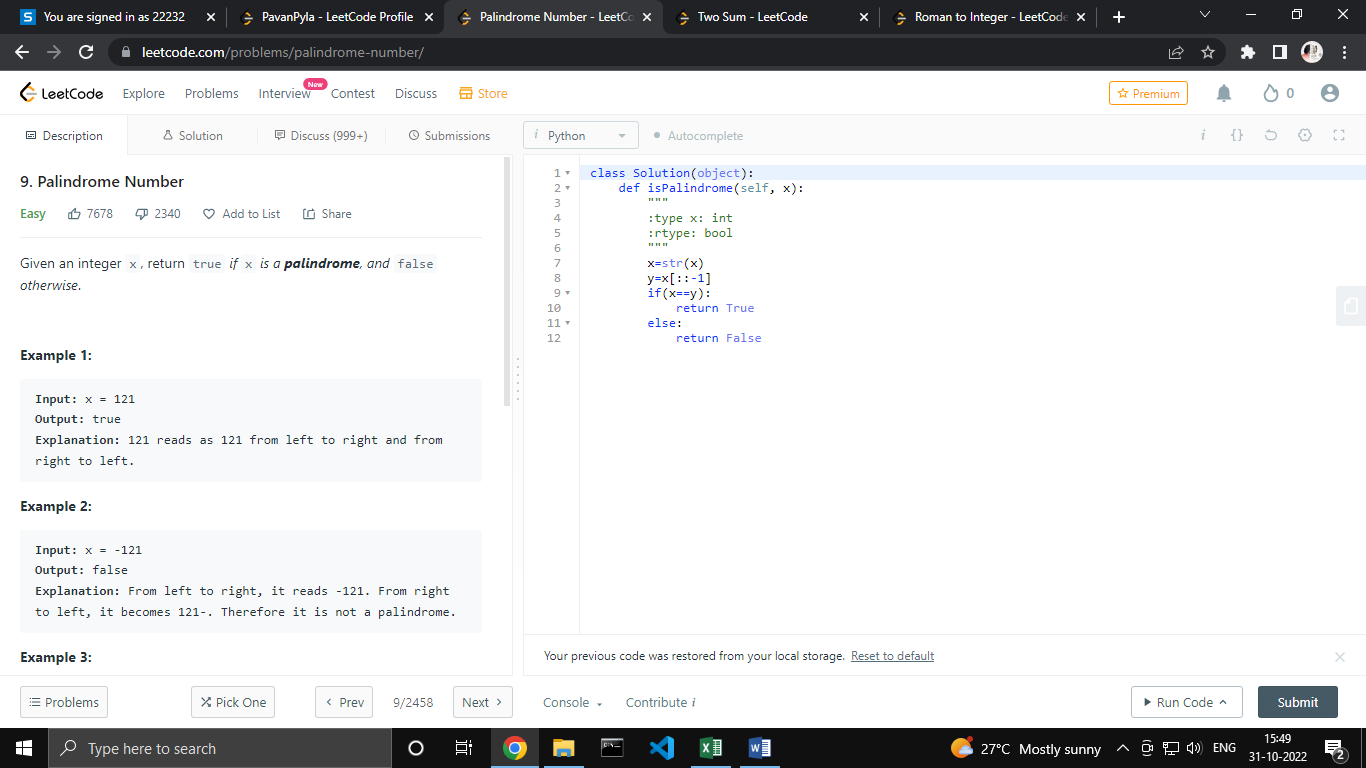 You are signed in as 22232
PavanPyla - LeetCode Profile
Palindrome Number - LeetCo
Two Sum - LeetCode
Roman to Integer - LeetCode
leetcode.com/problems/palindrome-number/
LeetCode Explore Problems Interview New Contest Discuss Store Premium 0
Description Solution Discuss (999+) Submissions i Python Autocomplete i {}
9. Palindrome Number
Easy 7678 2340 Add to List Share
Given an integer x, return true if x is a palindrome, and false
otherwise.
Example 1:
Input: x = 121
Output: true
Explanation: 121 reads as 121 from left to right and from
right to left.
Example 2:
Input: x = -121
Output: false
Explanation: From left to right, it reads -121. From right
to left, it becomes 121-. Therefore it is not a palindrome.
Example 3:
1 class Solution(object):
2 def isPalindrome(self, x):
3 """
4 :type x: int
5 :rtype: bool
6 """
7 x=str(x)
8 y=x[::-1]
9 if(x==y):
10 return True
11 else:
12 return False
Your previous code was restored from your local storage. Reset to default
Problems Pick One Prev 9/2458 Next Console Contribute i Run Code Submit
Type here to search
27°C Mostly sunny ENG
15:49
31-10-2022
2